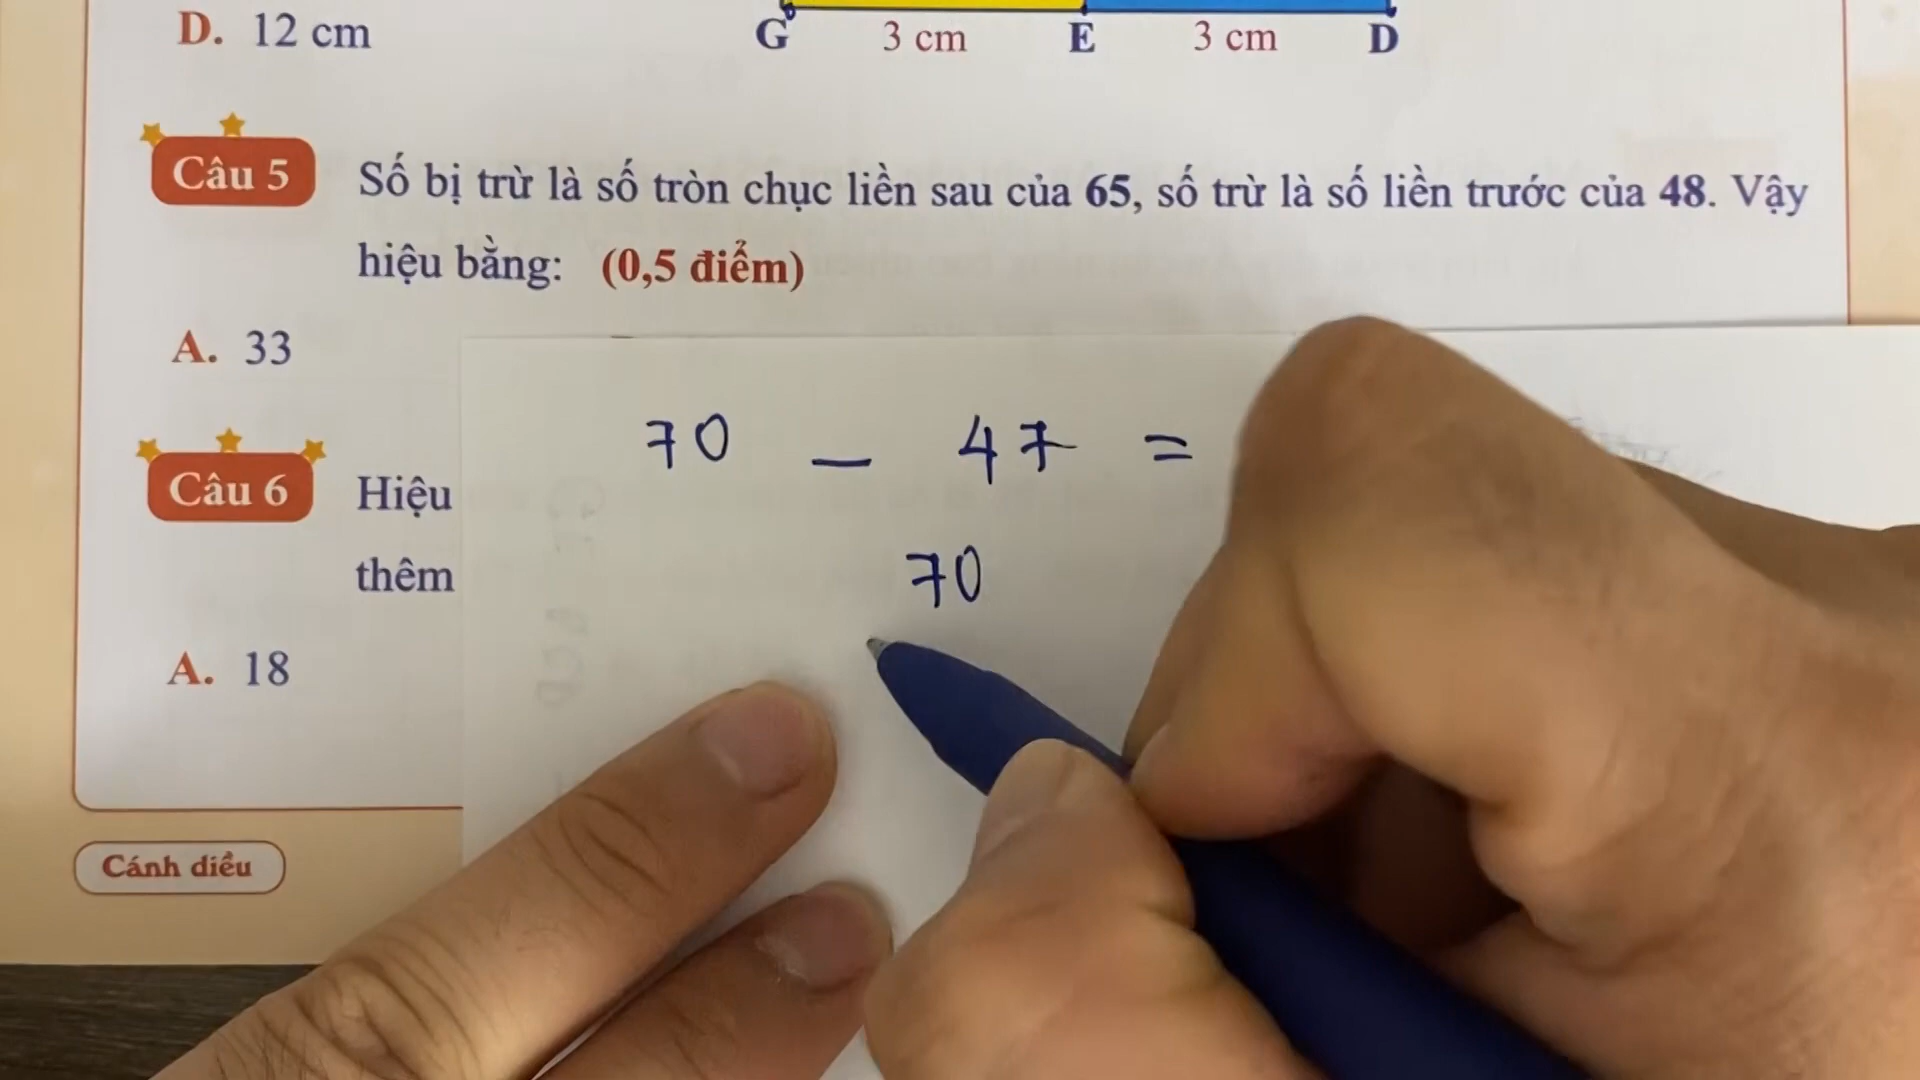 D. 12 cm
G 3 cm E 3 cm D
Câu 5 Số bị trừ là số tròn chục liền sau của 65, số trừ là số liền trước của 48. Vậy
hiệu bằng: (0,5 điểm)
A. 33
70 - 47 =
Câu 6 Hiệu
thêm
70
A. 18
Cánh diều